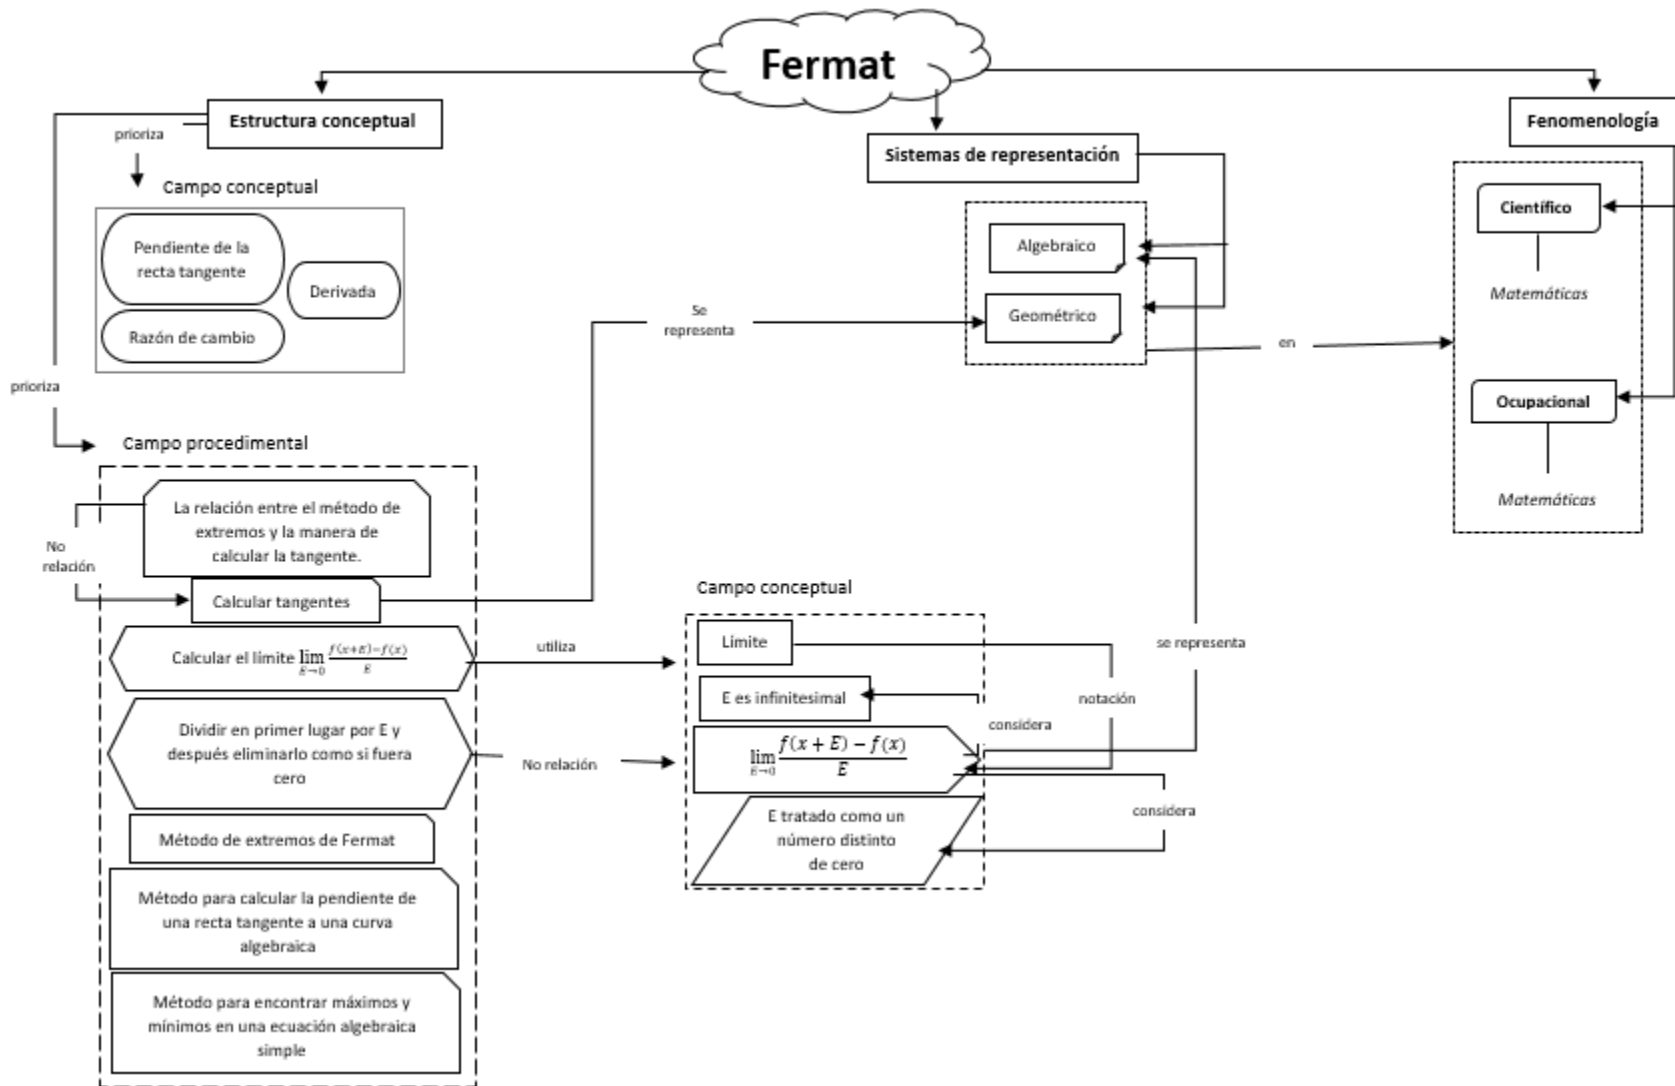 Fermat
Estructura conceptual
Sistemas de representación
Fenomenología
prioriza
Campo conceptual
Pendiente de la
recta tangente
Derivada
Razón de cambio
Algebraico
Geométrico
Se
representa
en
Científico
Matemáticas
Ocupacional
Matemáticas
prioriza
Campo procedimental
La relación entre el método de
extremos y la manera de
calcular la tangente.
No
relación
Calcular tangentes
Calcular el límite lim E→0 f(x+E)−f(x)/E
Dividir en primer lugar por E y
después eliminarlo como si fuera
cero
Método de extremos de Fermat
Método para calcular la pendiente de
una recta tangente a una curva
algebraica
Método para encontrar máximos y
mínimos en una ecuación algebraica
simple
utiliza
No relación
Campo conceptual
Límite
E es infinitesimal
lim E→0 f(x + E) − f(x)/E
E tratado como un
número distinto
de cero
considera
notación
se representa
considera